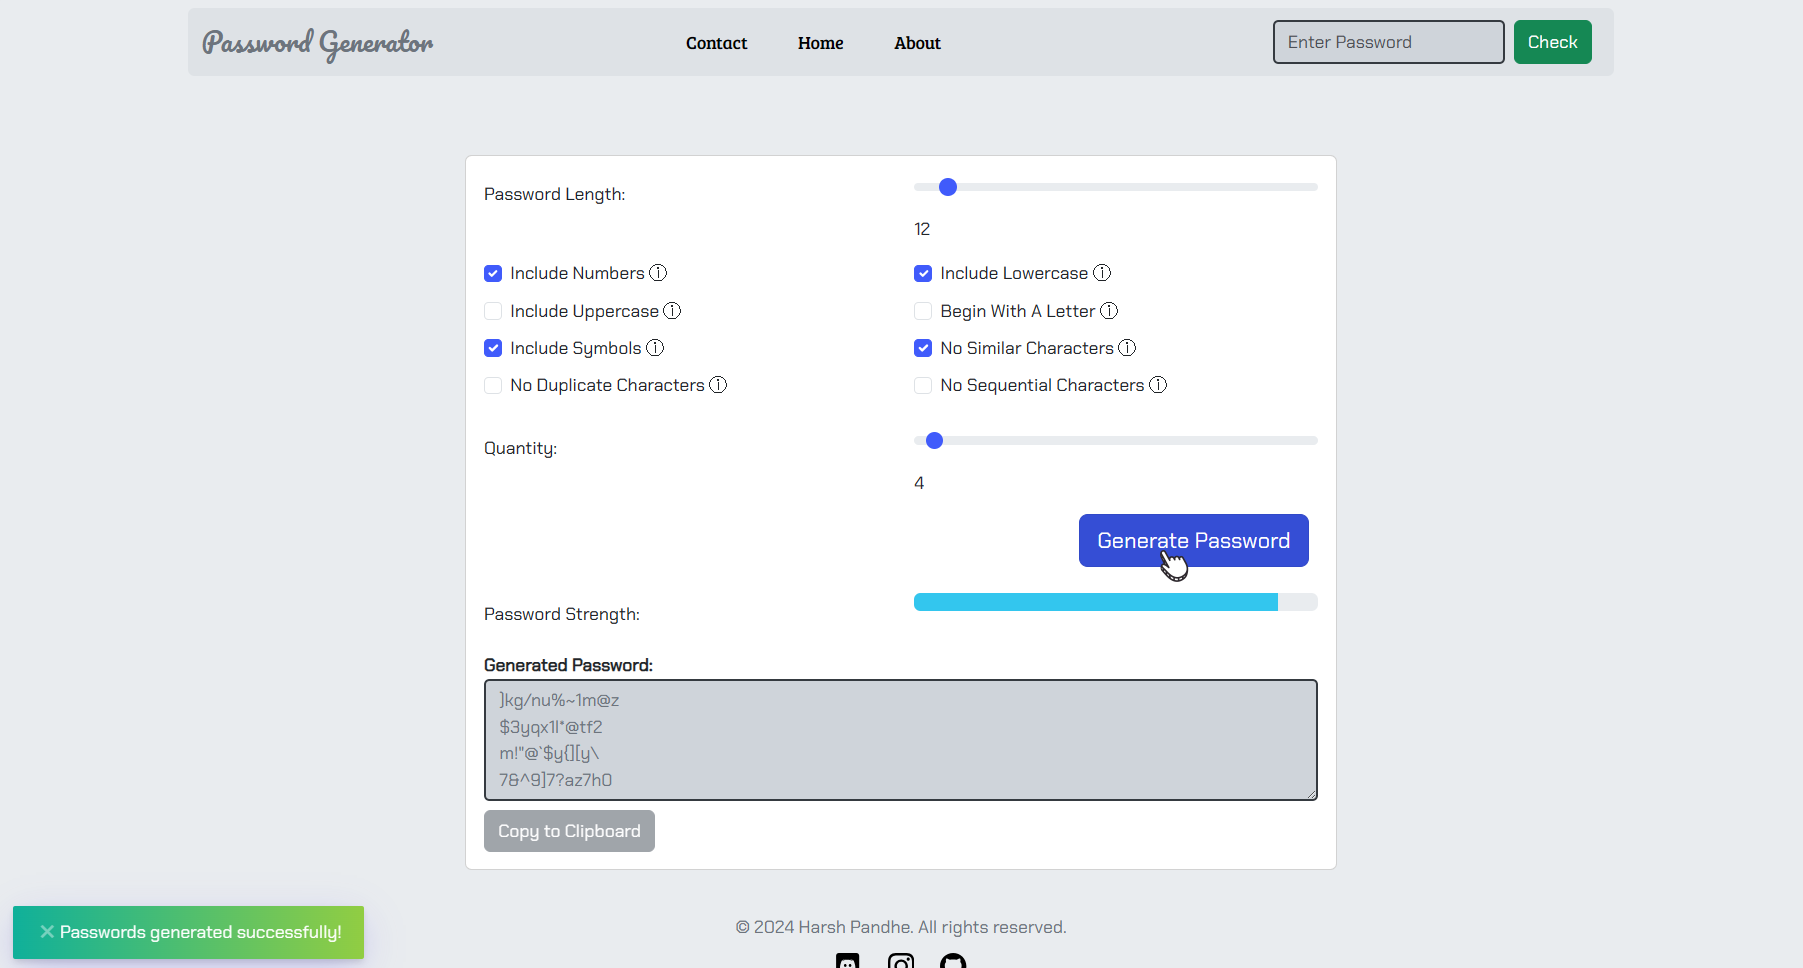 Password Generator
Contact
Home
About
Enter Password
Check
Password Length:
12
Include Numbers
Include Lowercase
Include Uppercase
Begin With A Letter
Include Symbols
No Similar Characters
No Duplicate Characters
No Sequential Characters
Quantity:
4
Generate Password
Password Strength:
Generated Password:
]kg/nu%~1m@z
$3yqx1l*@tf2
m!"@`$y{][y\
7&^9]7?az7h0
Copy to Clipboard
✕ Passwords generated successfully!
© 2024 Harsh Pandhe. All rights reserved.